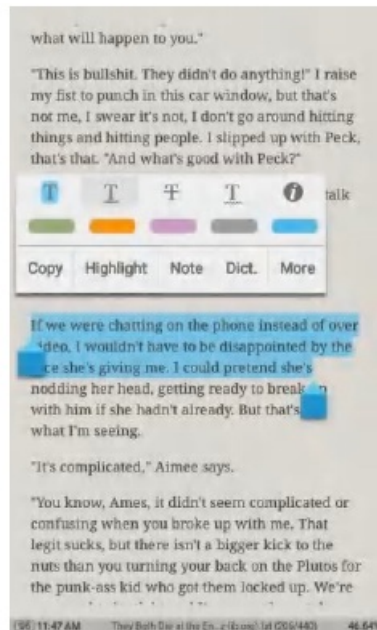 what will happen to you."
"This is bullshit. They didn't do anything!" I raise
my fist to punch in this car window, but that's
not me, I swear it's not, I don't go around hitting
things and hitting people. I slipped up with Peck,
that's that. "And what's good with Peck?"
talk
Copy Highlight Note Dict. More
If we were chatting on the phone instead of over
I wouldn't have to be disappointed by the
she's giving me. I could pretend she's
nodding her head, getting ready to break
with him if she hadn't already. But that's
what I'm seeing.
"It's complicated," Aimee says.
"You know, Ames, it didn't seem complicated or
confusing when you broke up with me. That
legit sucks, but there isn't a bigger kick to the
nuts than you turning your back on the Plutos for
the punk-ass kid who got them locked up. We're
11:47 AM They Both Die at the